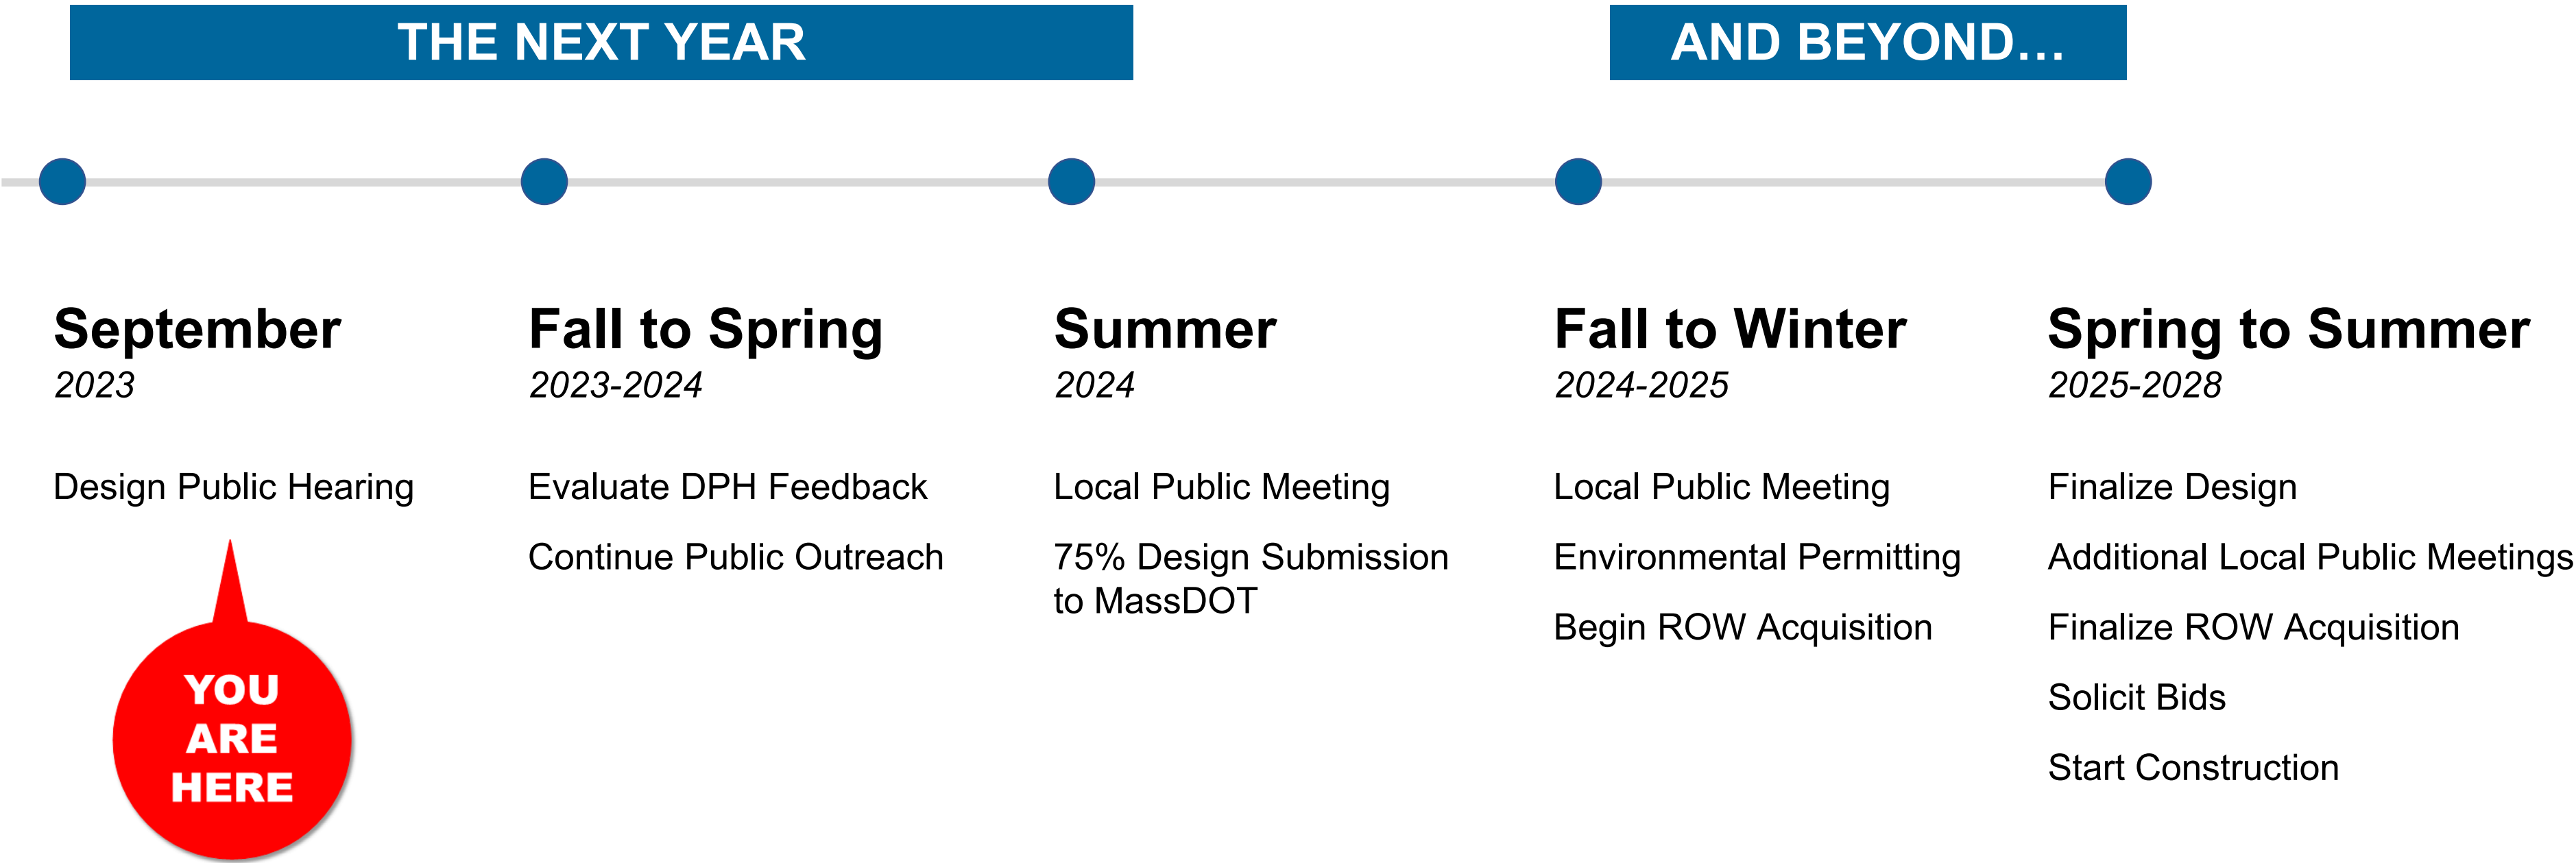 THE NEXT YEAR
AND BEYOND…
September
2023
Design Public Hearing
YOU
ARE
HERE
Fall to Spring
2023-2024
Evaluate DPH Feedback
Continue Public Outreach
Summer
2024
Local Public Meeting
75% Design Submission
to MassDOT
Fall to Winter
2024-2025
Local Public Meeting
Environmental Permitting
Begin ROW Acquisition
Spring to Summer
2025-2028
Finalize Design
Additional Local Public Meetings
Finalize ROW Acquisition
Solicit Bids
Start Construction